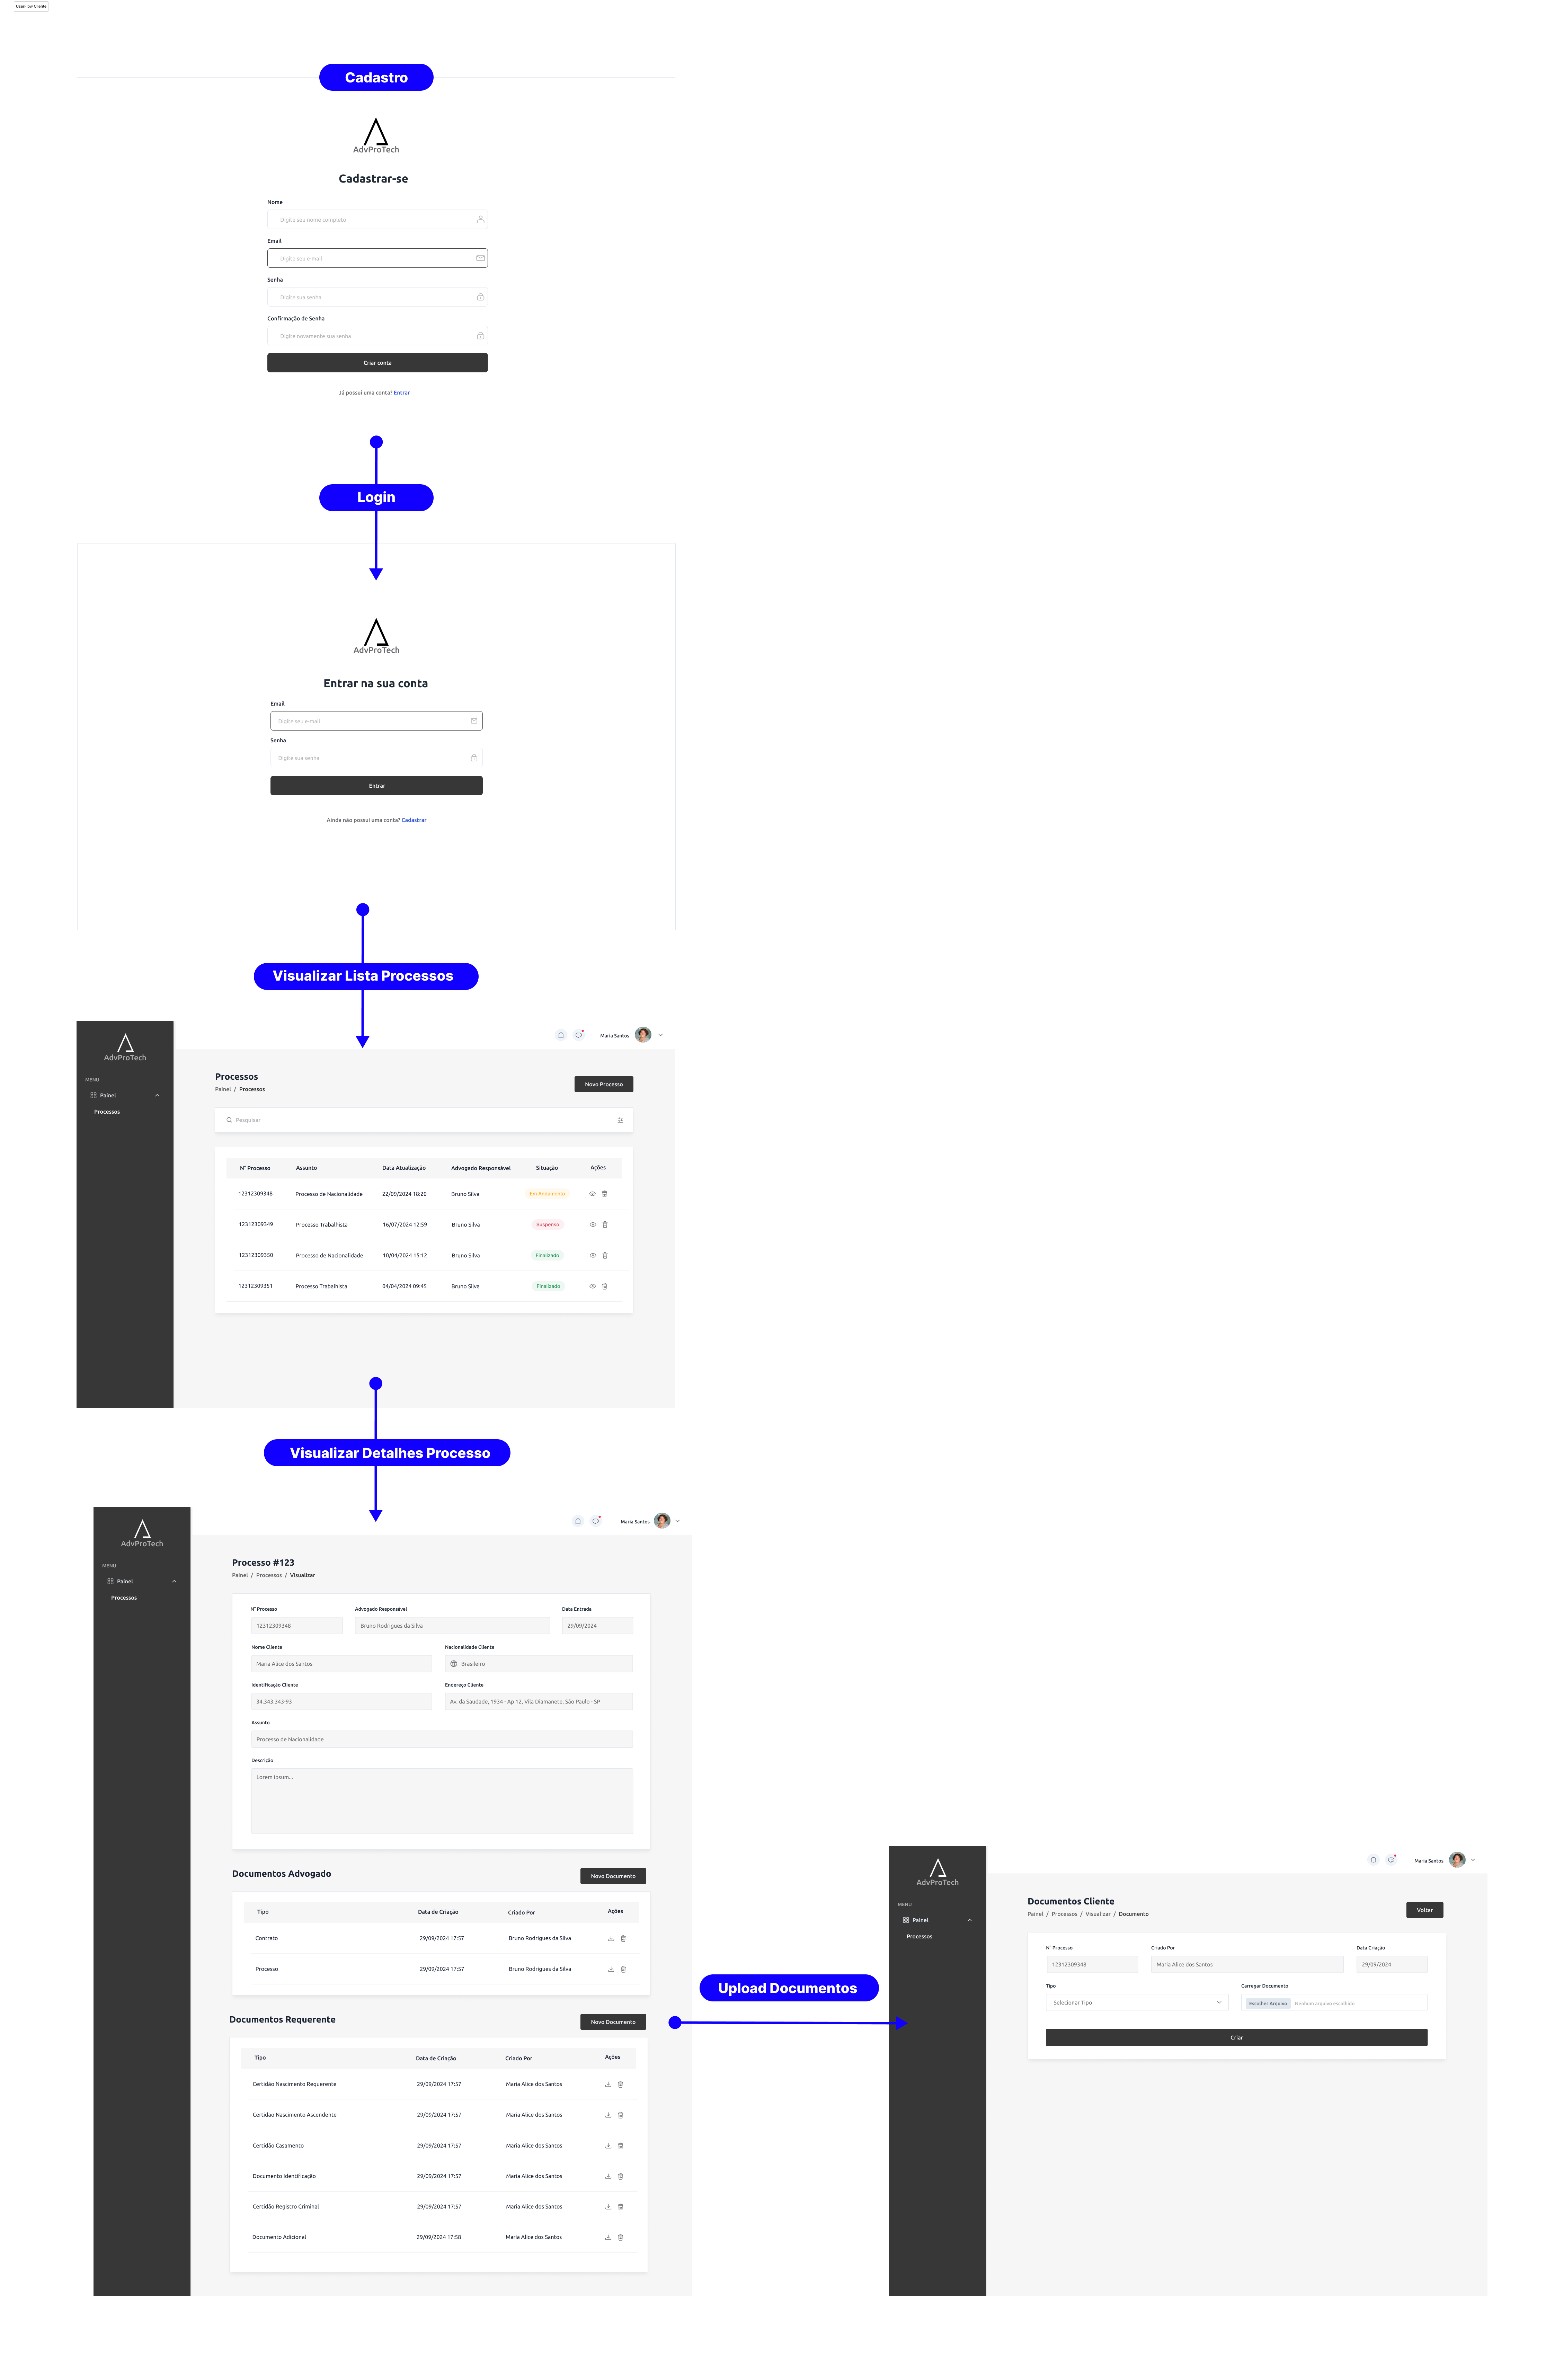 UserFlow Cliente
Cadastro
AdvProTech
Cadastrar-se
Nome
Digite seu nome completo
Email
Digite seu e-mail
Senha
Digite sua senha
Confirmação de Senha
Digite novamente sua senha
Criar conta
Já possui uma conta? Entrar
Login
AdvProTech
Entrar na sua conta
Email
Digite seu e-mail
Senha
Digite sua senha
Entrar
Ainda não possui uma conta? Cadastrar
Visualizar Lista Processos
AdvProTech
MENU
Painel
Processos
Maria Santos
Processos
Painel / Processos
Novo Processo
Pesquisar
N° Processo Assunto Data Atualização Advogado Responsável Situação Ações
12312309348 Processo de Nacionalidade 22/09/2024 18:20 Bruno Silva Em Andamento
12312309349 Processo Trabalhista 16/07/2024 12:59 Bruno Silva Suspenso
12312309350 Processo de Nacionalidade 10/04/2024 15:12 Bruno Silva Finalizado
12312309351 Processo Trabalhista 04/04/2024 09:45 Bruno Silva Finalizado
Visualizar Detalhes Processo
AdvProTech
MENU
Painel
Processos
Maria Santos
Processo #123
Painel / Processos / Visualizar
N° Processo Advogado Responsável Data Entrada
12312309348 Bruno Rodrigues da Silva 29/09/2024
Nome Cliente Nacionalidade Cliente
Maria Alice dos Santos Brasileiro
Identificação Cliente Endereço Cliente
34.343.343-93 Av. da Saudade, 1934 - Ap 12, Vila Diamanete, São Paulo - SP
Assunto
Processo de Nacionalidade
Descrição
Lorem ipsum...
Documentos Advogado
Novo Documento
Tipo Data de Criação Criado Por Ações
Contrato 29/09/2024 17:57 Bruno Rodrigues da Silva
Processo 29/09/2024 17:57 Bruno Rodrigues da Silva
Documentos Requerente
Novo Documento
Tipo Data de Criação Criado Por Ações
Certidão Nascimento Requerente 29/09/2024 17:57 Maria Alice dos Santos
Certidao Nascimento Ascendente 29/09/2024 17:57 Maria Alice dos Santos
Certidão Casamento 29/09/2024 17:57 Maria Alice dos Santos
Documento Identificação 29/09/2024 17:57 Maria Alice dos Santos
Certidão Registro Criminal 29/09/2024 17:57 Maria Alice dos Santos
Documento Adicional 29/09/2024 17:58 Maria Alice dos Santos
Upload Documentos
AdvProTech
MENU
Painel
Processos
Maria Santos
Documentos Cliente
Painel / Processos / Visualizar / Documento
Voltar
N° Processo Criado Por Data Criação
12312309348 Maria Alice dos Santos 29/09/2024
Tipo Carregar Documento
Selecionar Tipo Escolher Arquivo Nenhum arquivo escolhido
Criar